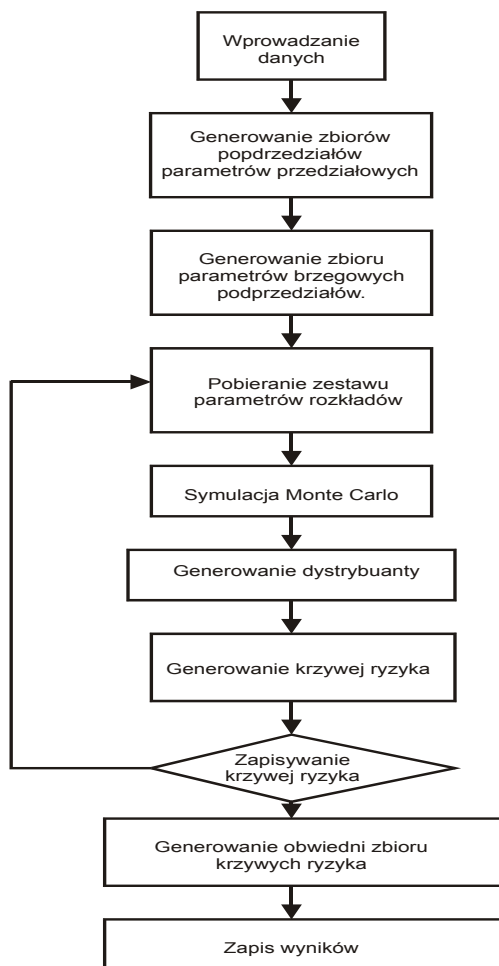 Wprowadzanie
danych
Generowanie zbiorów
popdrzedziałów
parametrów przedziałowych
Generowanie zbioru
parametrów brzegowych
podprzedziałów.
Pobieranie zestawu
parametrów rozkładów
Symulacja Monte Carlo
Generowanie dystrybuanty
Generowanie krzywej ryzyka
Zapisywanie
krzywej ryzyka
Generowanie obwiedni zbioru
krzywych ryzyka
Zapis wyników